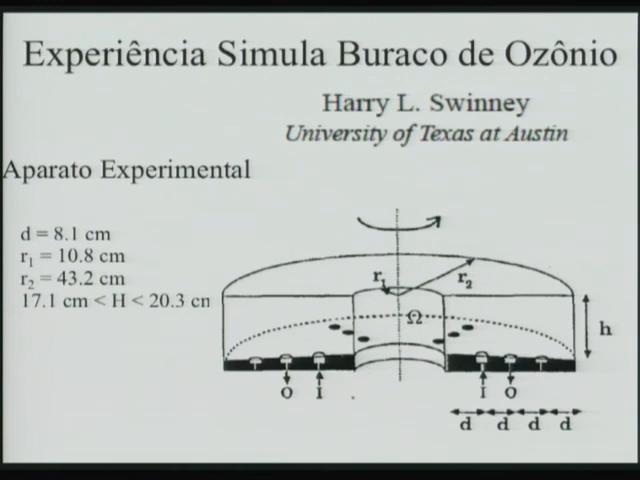 Experiência Simula Buraco de Ozônio
Harry L. Swinney
University of Texas at Austin
Aparato Experimental
d = 8.1 cm
r₁ = 10.8 cm
r₂ = 43.2 cm
17.1 cm < H < 20.3 cm
r₁ r₂
Ω
h
O I I O
d d d d